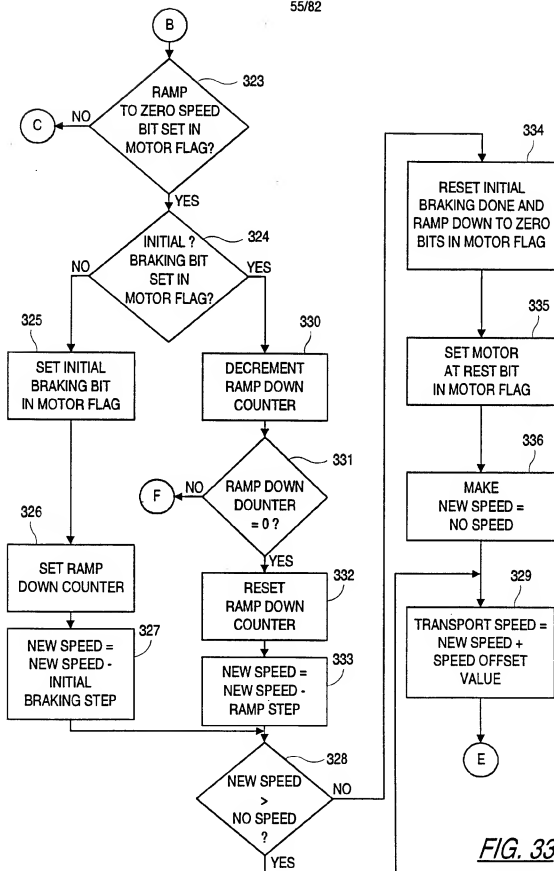 55/82
B
323
RAMP
TO ZERO SPEED
BIT SET IN
MOTOR FLAG?
NO
C
YES
324
INITIAL ?
BRAKING BIT
SET IN
MOTOR FLAG?
NO
YES
325
SET INITIAL
BRAKING BIT
IN MOTOR FLAG
330
DECREMENT
RAMP DOWN
COUNTER
331
RAMP DOWN
DOUNTER
= 0 ?
NO
F
YES
326
SET RAMP
DOWN COUNTER
332
RESET
RAMP DOWN
COUNTER
327
NEW SPEED =
NEW SPEED -
INITIAL
BRAKING STEP
333
NEW SPEED =
NEW SPEED -
RAMP STEP
328
NEW SPEED
>
NO SPEED
?
NO
YES
334
RESET INITIAL
BRAKING DONE AND
RAMP DOWN TO ZERO
BITS IN MOTOR FLAG
335
SET MOTOR
AT REST BIT
IN MOTOR FLAG
336
MAKE
NEW SPEED =
NO SPEED
329
TRANSPORT SPEED =
NEW SPEED +
SPEED OFFSET
VALUE
E
FIG. 33